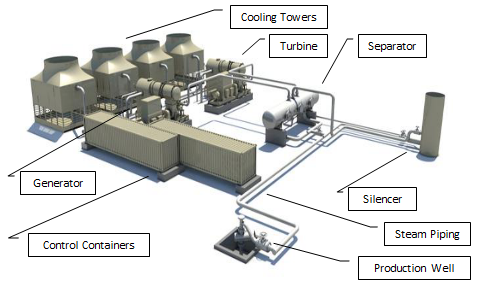 Cooling Towers
Turbine
Separator
Generator
Silencer
Control Containers
Steam Piping
Production Well